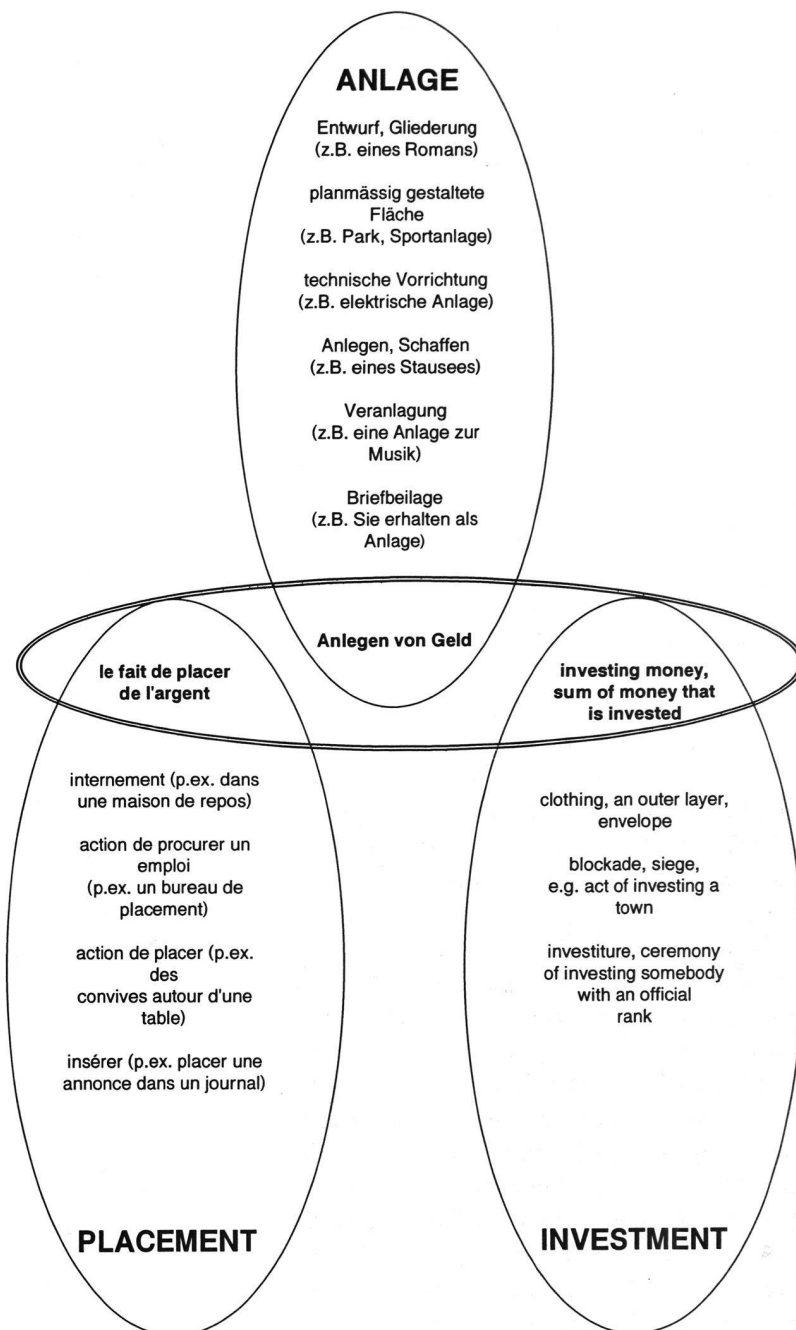 ANLAGE
Entwurf, Gliederung
(z.B. eines Romans)
planmässig gestaltete
Fläche
(z.B. Park, Sportanlage)
technische Vorrichtung
(z.B. elektrische Anlage)
Anlegen, Schaffen
(z.B. eines Stausees)
Veranlagung
(z.B. eine Anlage zur
Musik)
Briefbeilage
(z.B. Sie erhalten als
Anlage)
Anlegen von Geld
le fait de placer
de l'argent
investing money,
sum of money that
is invested
internement (p.ex. dans
une maison de repos)
action de procurer un
emploi
(p.ex. un bureau de
placement)
action de placer (p.ex.
des
convives autour d'une
table)
insérer (p.ex. placer une
annonce dans un journal)
PLACEMENT
clothing, an outer layer,
envelope
blockade, siege,
e.g. act of investing a
town
investiture, ceremony
of investing somebody
with an official
rank
INVESTMENT